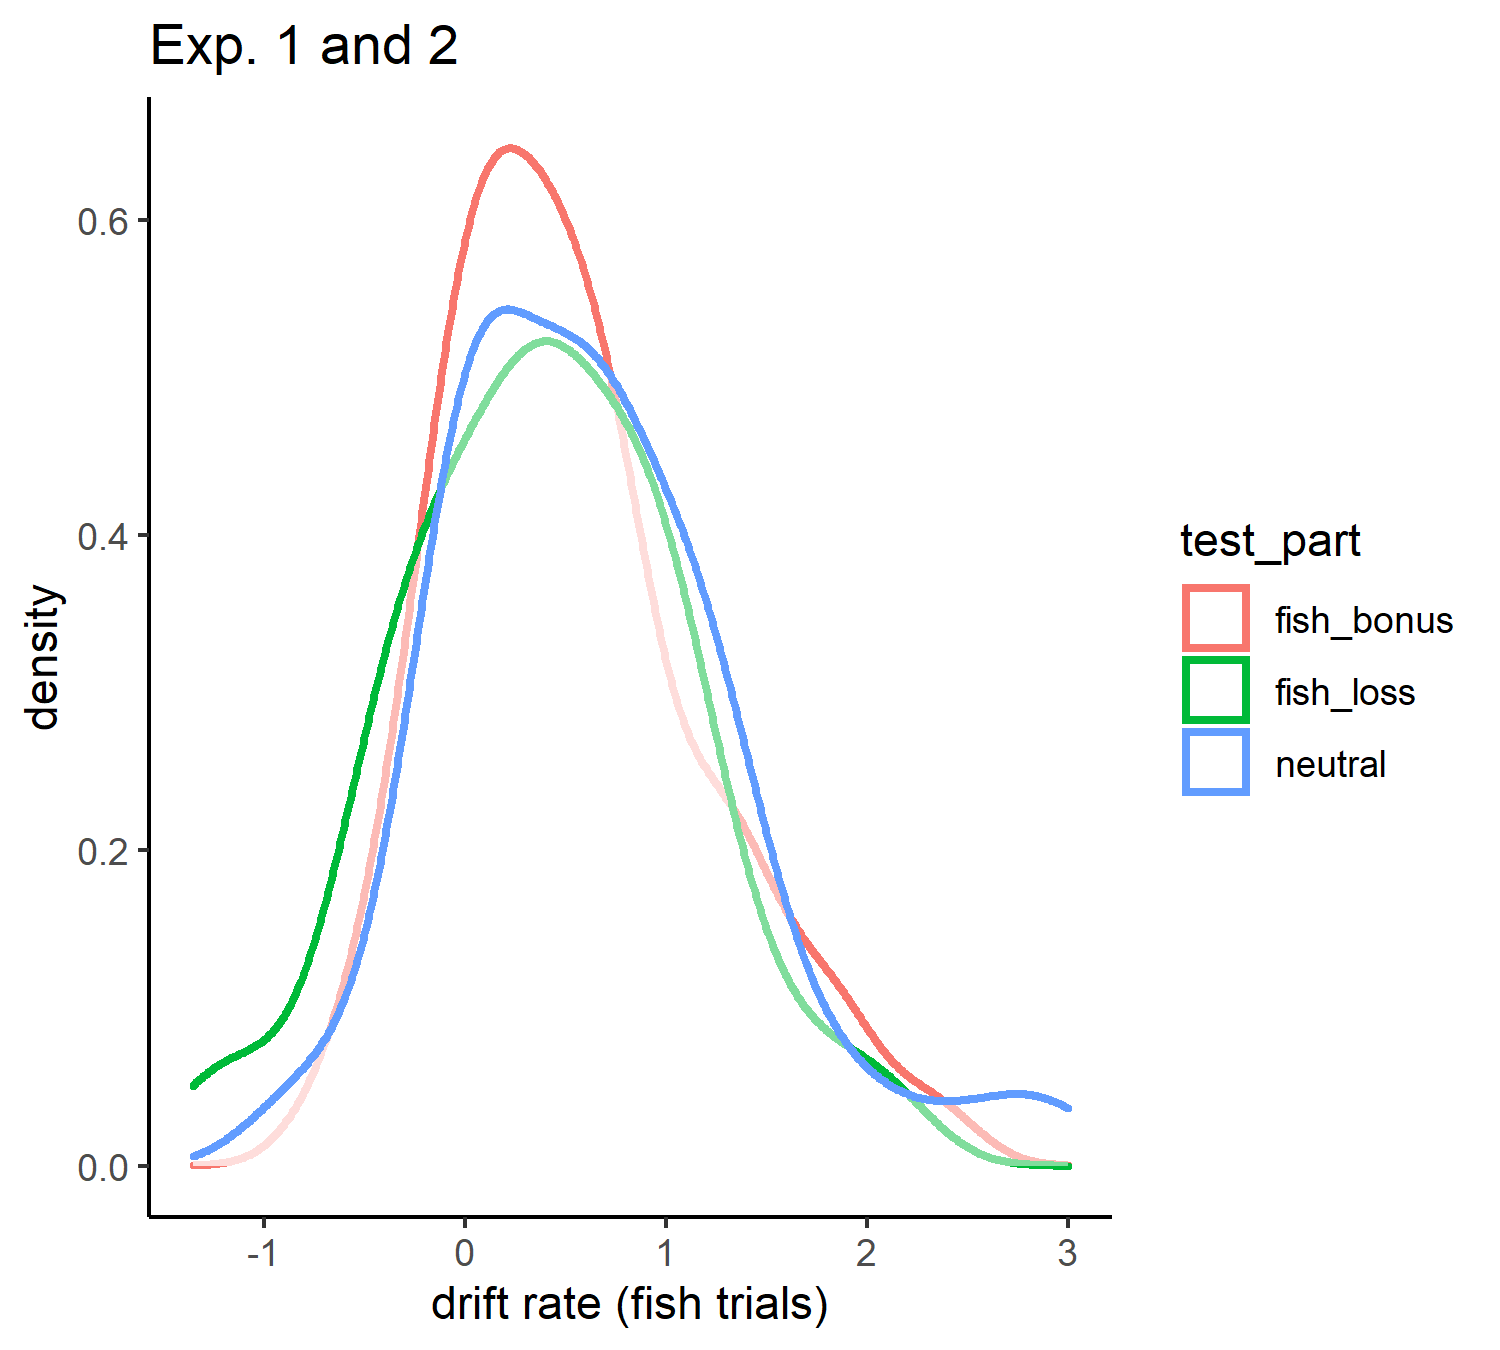 Exp. 1 and 2
density
0.6
0.4
0.2
0.0
-1 0 1 2 3
drift rate (fish trials)
test_part
fish_bonus
fish_loss
neutral